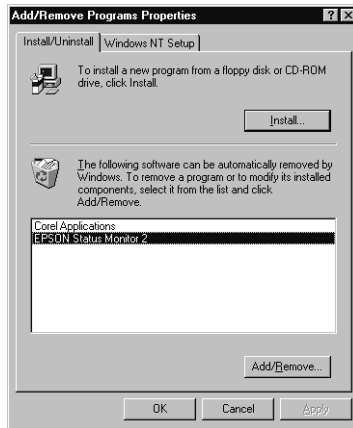 Add/Remove Programs Properties
Install/Uninstall Windows NT Setup
To install a new program from a floppy disk or CD-ROM
drive, click Install.
Install...
The following software can be automatically removed by
Windows. To remove a program or to modify its installed
components, select it from the list and click
Add/Remove.
Corel Applications
EPSON Status Monitor 2
Add/Remove...
OK Cancel Apply